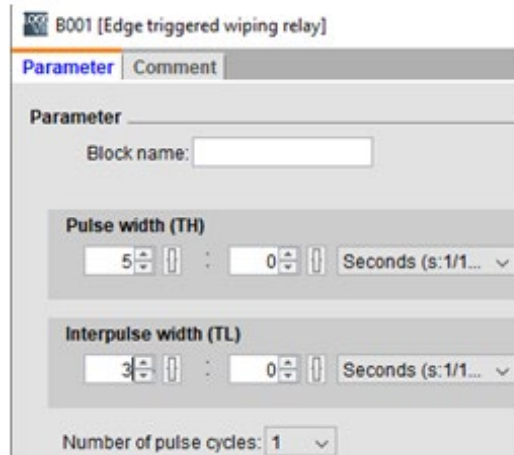 B001 [Edge triggered wiping relay]
Parameter Comment
Parameter
Block name:
Pulse width (TH)
5 : 0 Seconds (s:1/1...
Interpulse width (TL)
3 : 0 Seconds (s:1/1...
Number of pulse cycles: 1